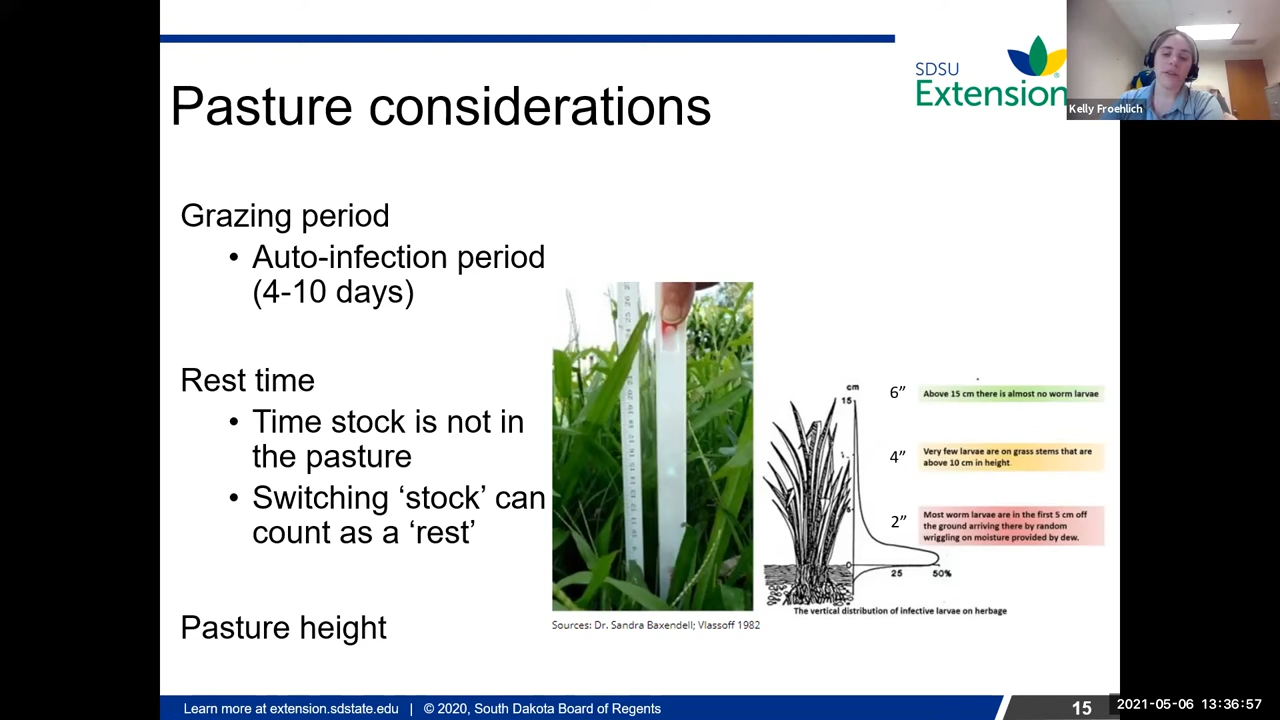 SDSU
Extension
Kelly Froehlich
Pasture considerations
Grazing period
• Auto-infection period
(4-10 days)
Rest time
• Time stock is not in
the pasture
• Switching ‘stock’ can
count as a ‘rest’
Pasture height
cm
15
0
25
50%
6”
Above 15 cm there is almost no worm larvae
4”
Very few larvae are on grass stems that are
above 10 cm in height.
2”
Most worm larvae are in the first 5 cm off
the ground arriving there by random
wriggling on moisture provided by dew.
The vertical distribution of infective larvae on herbage
Sources: Dr. Sandra Baxendell; Vlassoff 1982
Learn more at extension.sdstate.edu | © 2020, South Dakota Board of Regents
15
2021-05-06 13:36:57